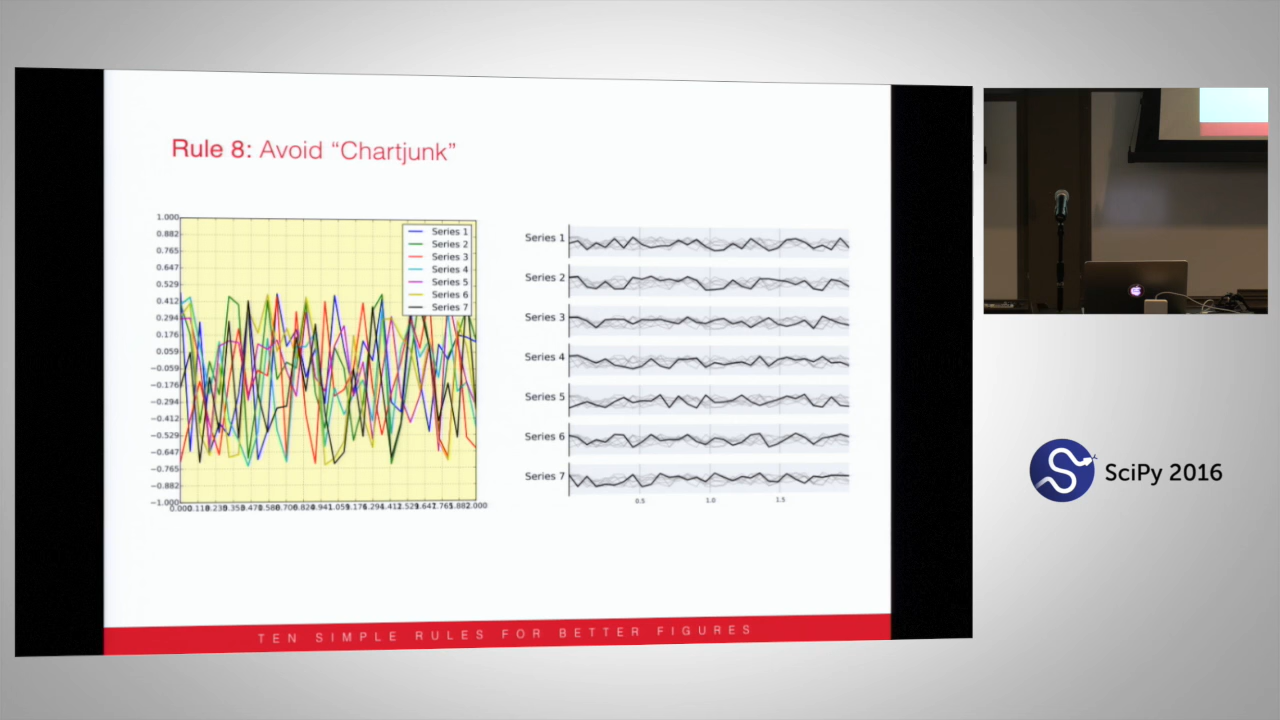 Rule 8: Avoid “Chartjunk”
1.000
0.882
0.765
0.647
0.529
0.412
0.294
0.176
0.059
−0.059
−0.176
−0.294
−0.412
−0.529
−0.647
−0.765
−0.882
−1.000
Series 1
Series 2
Series 3
Series 4
Series 5
Series 6
Series 7
Series 1
Series 2
Series 3
Series 4
Series 5
Series 6
Series 7
0.5 1.0 1.5
TEN SIMPLE RULES FOR BETTER FIGURES
SciPy 2016